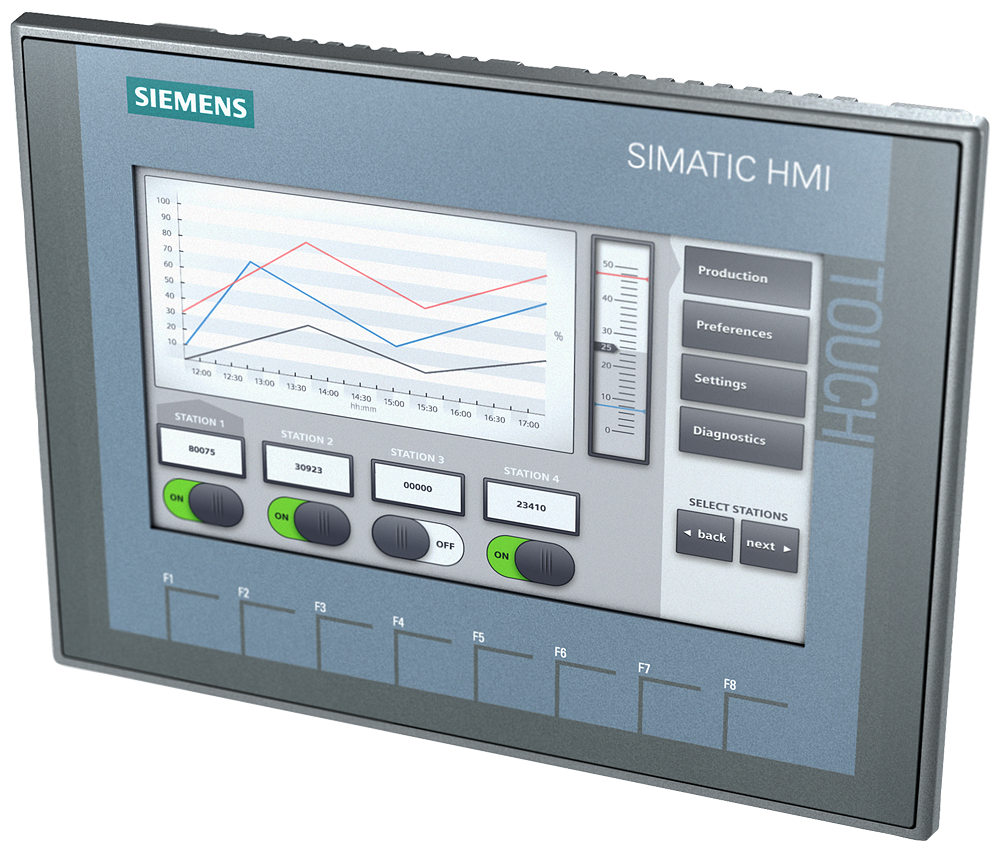 SIEMENS
SIMATIC HMI
TOUCH
100
90
80
70
60
50
40
30
20
10
%
12:00 12:30 13:00 13:30 14:00 14:30 15:00 15:30 16:00 16:30 17:00
hh:mm
50
40
30
25
20
10
0
Production
Preferences
Settings
Diagnostics
STATION 1 STATION 2 STATION 3 STATION 4
80075 30923 00000 23410
ON ON OFF ON
SELECT STATIONS
◄ back next ►
F1 F2 F3 F4 F5 F6 F7 F8